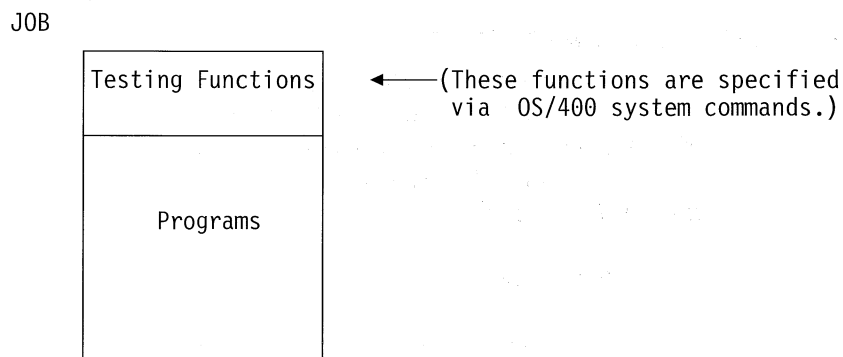 JOB
Testing Functions
(These functions are specified
via OS/400 system commands.)
Programs